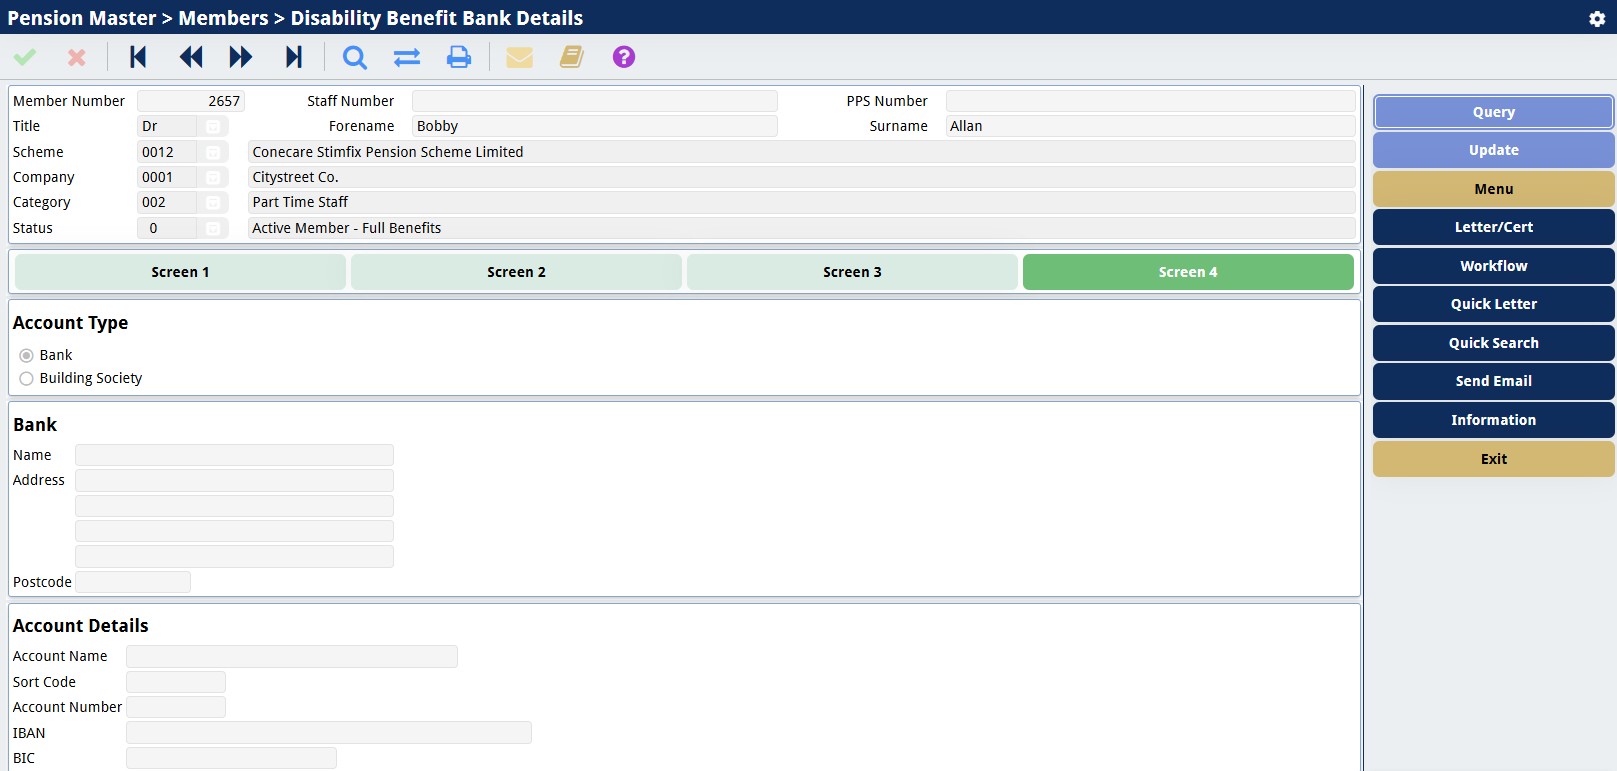 Pension Master > Members > Disability Benefit Bank Details
Member Number 2657 Staff Number PPS Number
Title Dr Forename Bobby Surname Allan
Scheme 0012 Conecare Stimfix Pension Scheme Limited
Company 0001 Citystreet Co.
Category 002 Part Time Staff
Status 0 Active Member - Full Benefits
Screen 1 Screen 2 Screen 3 Screen 4
Account Type
Bank
Building Society
Bank
Name
Address
Postcode
Account Details
Account Name
Sort Code
Account Number
IBAN
BIC
Query
Update
Menu
Letter/Cert
Workflow
Quick Letter
Quick Search
Send Email
Information
Exit